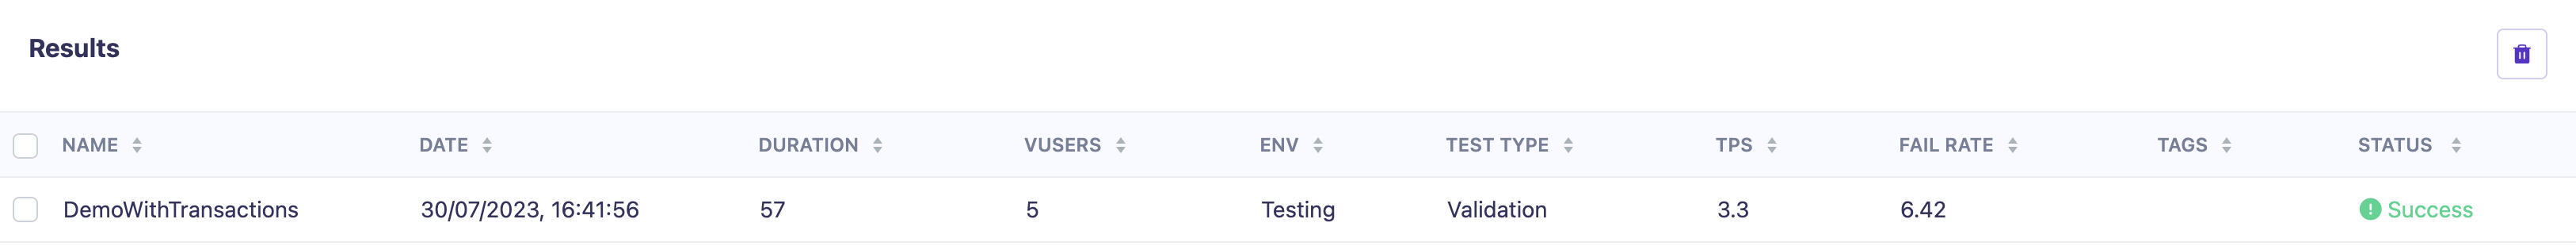 Results
NAME DATE DURATION VUSERS ENV TEST TYPE TPS FAIL RATE TAGS STATUS
DemoWithTransactions 30/07/2023, 16:41:56 57 5 Testing Validation 3.3 6.42 Success